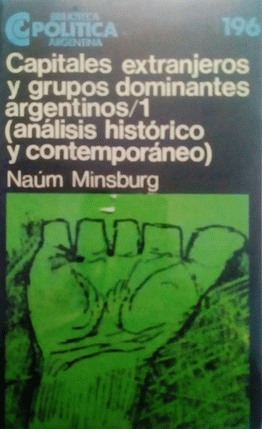 BIBLIOTECA
POLITICA
ARGENTINA
196
Capitales extranjeros
y grupos dominantes
argentinos/1
(análisis histórico
y contemporáneo)
Naúm Minsburg